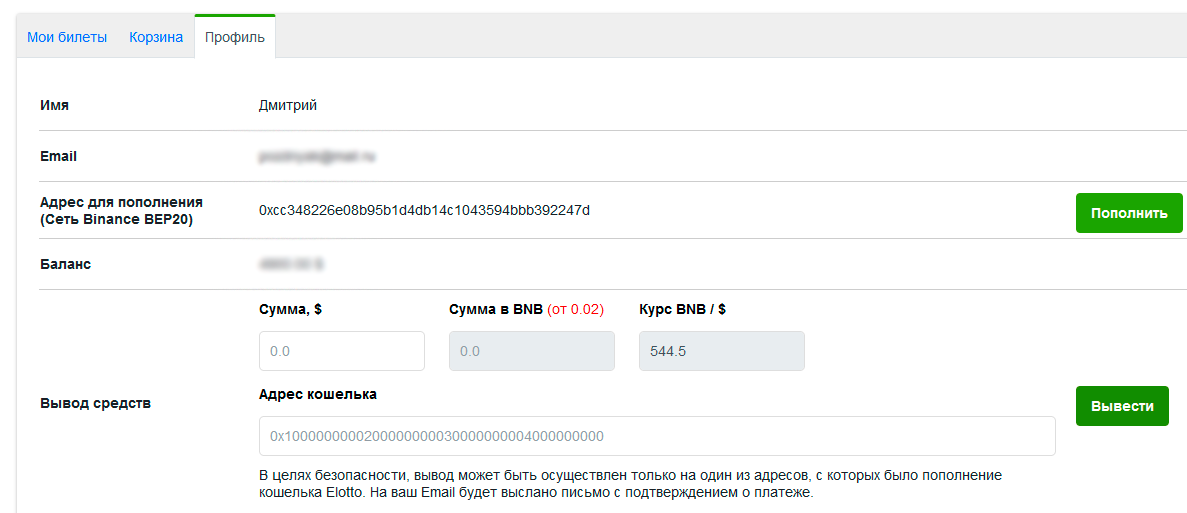 Мои билеты Корзина Профиль
Имя Дмитрий
Email
Адрес для пополнения
(Сеть Binance BEP20) 0xcc348226e08b95b1d4db14c1043594bbb392247d Пополнить
Баланс
Сумма, $ Сумма в BNB (от 0.02) Курс BNB / $
0.0 0.0 544.5
Вывод средств Адрес кошелька Вывести
0x1000000000200000000030000000004000000000
В целях безопасности, вывод может быть осуществлен только на один из адресов, с которых было пополнение
кошелька Elotto. На ваш Email будет выслано письмо с подтверждением о платеже.